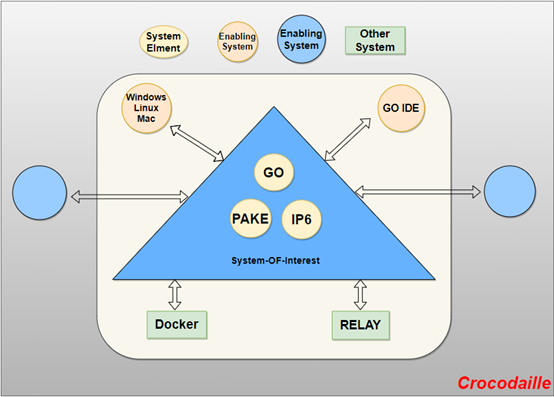 System
Elment
Enabling
System
Enabling
System
Other
System
Windows
Linux
Mac
GO IDE
GO
PAKE
IP6
System-OF-interest
Docker
RELAY
Crocodaille